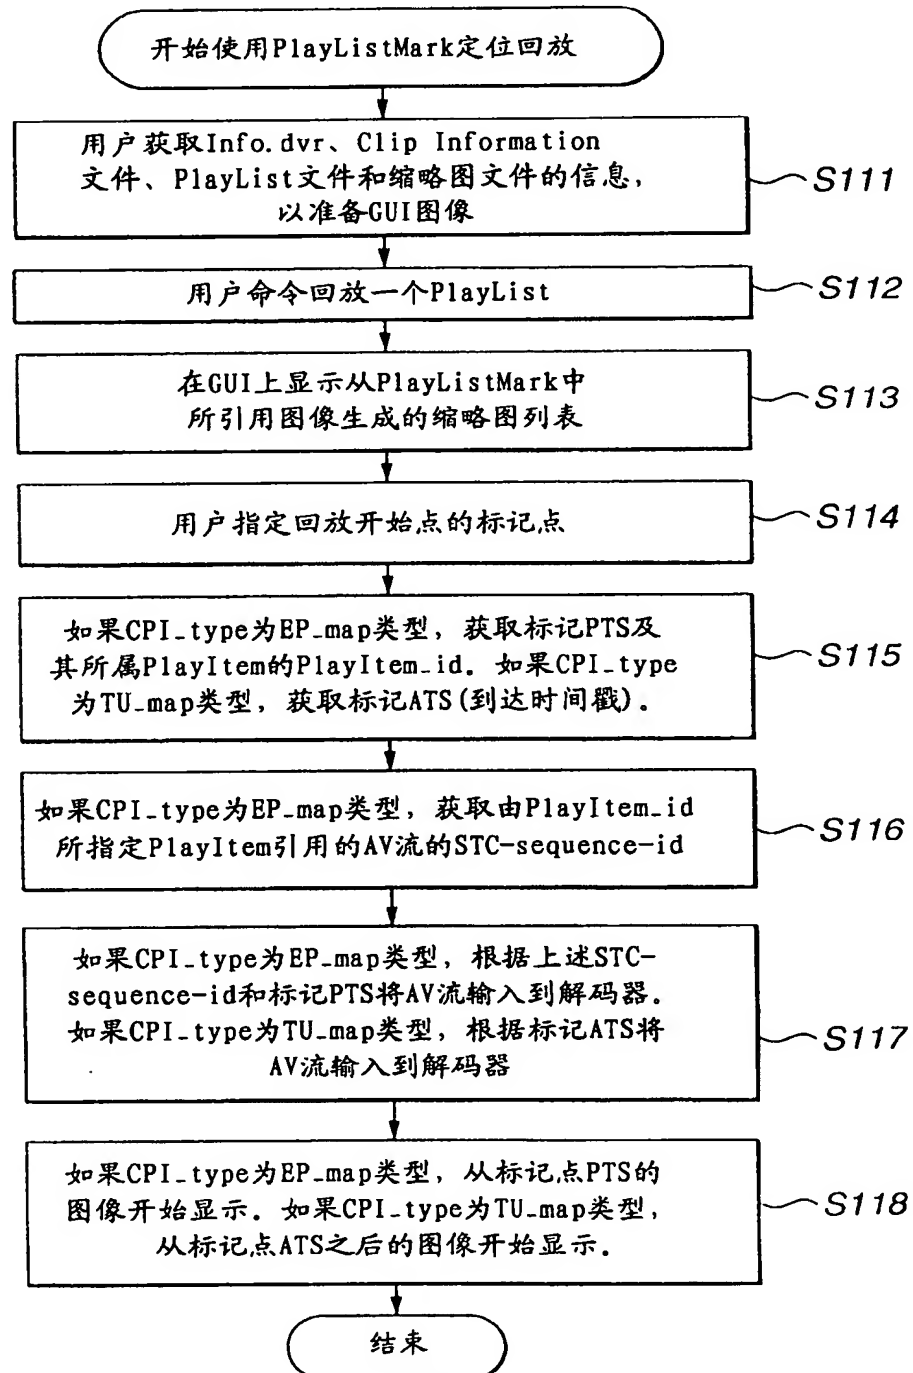 开始使用PlayListMark定位回放
用户获取Info.dvr、Clip Information
文件、PlayList文件和缩略图文件的信息,
以准备GUI图像
S111
用户命令回放一个PlayList
S112
在GUI上显示从PlayListMark中
所引用图像生成的缩略图列表
S113
用户指定回放开始点的标记点
S114
如果CPI_type为EP_map类型, 获取标记PTS及
其所属PlayItem的PlayItem_id. 如果CPI_type
为TU_map类型, 获取标记ATS(到达时间戳).
S115
如果CPI_type为EP_map类型, 获取由PlayItem_id
所指定PlayItem引用的AV流的STC-sequence-id
S116
如果CPI_type为EP_map类型, 根据上述STC-
sequence-id和标记PTS将AV流输入到解码器。
如果CPI_type为TU_map类型, 根据标记ATS将
AV流输入到解码器
S117
如果CPI_type为EP_map类型, 从标记点PTS的
图像开始显示。如果CPI_type为TU_map类型,
从标记点ATS之后的图像开始显示。
S118
结束